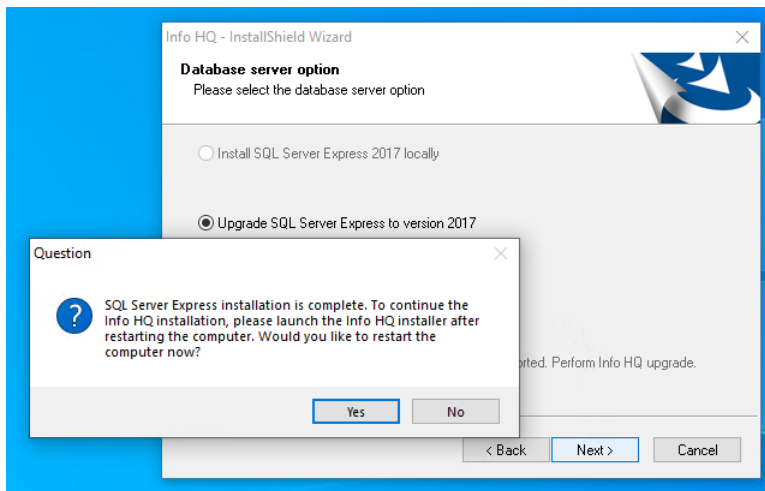 Info HQ - InstallShield Wizard
Database server option
Please select the database server option
Install SQL Server Express 2017 locally
Upgrade SQL Server Express to version 2017
Question
SQL Server Express installation is complete. To continue the
Info HQ installation, please launch the Info HQ installer after
restarting the computer. Would you like to restart the
computer now?
Perform Info HQ upgrade.
Yes
No
< Back
Next >
Cancel